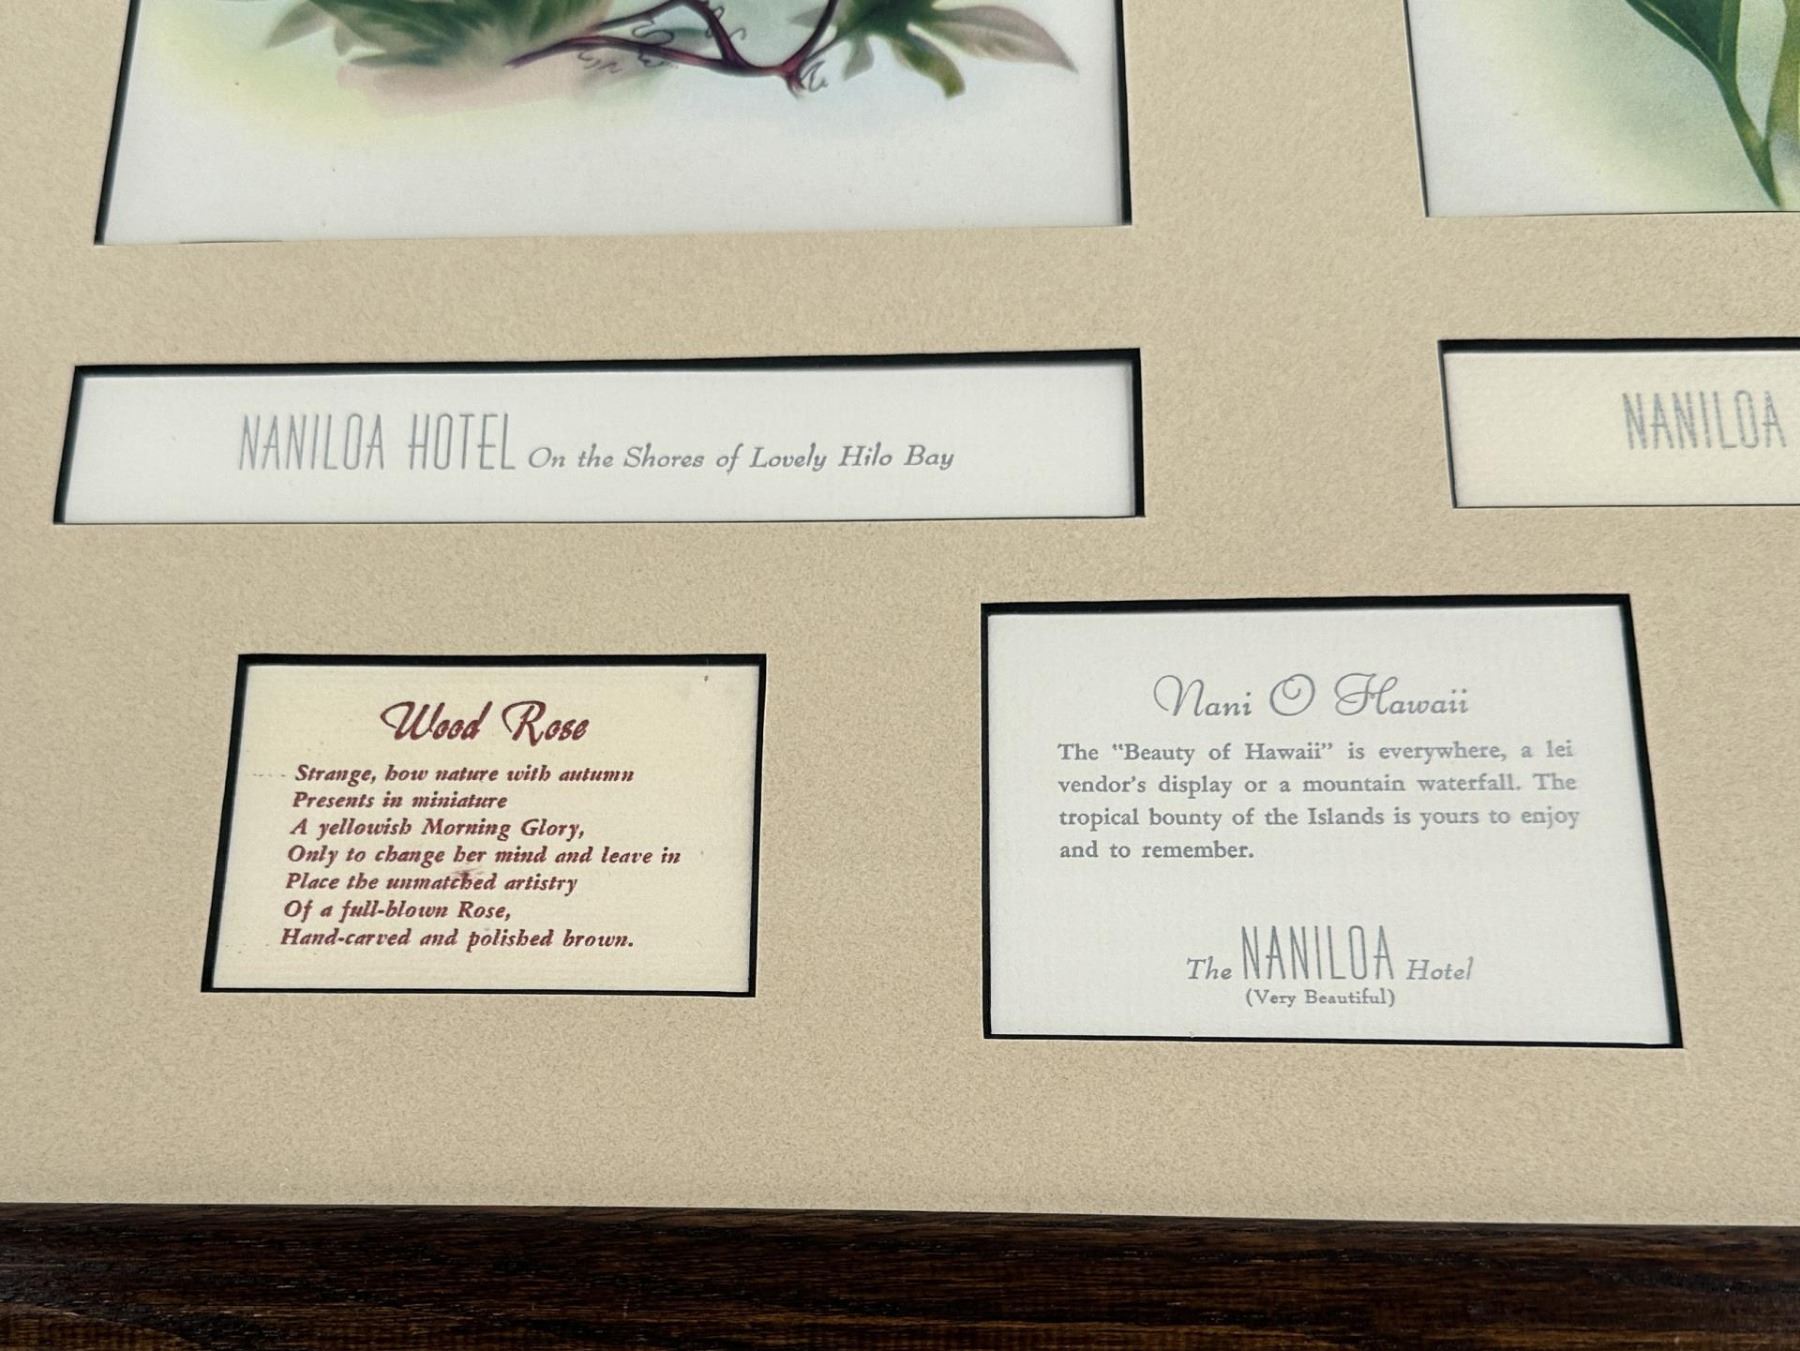 NANILOA HOTEL On the Shores of Lovely Hilo Bay
NANILOA
Wood Rose
Strange, how nature with autumn
Presents in miniature
A yellowish Morning Glory,
Only to change her mind and leave in
Place the unmatched artistry
Of a full-blown Rose,
Hand-carved and polished brown.
Nani O Hawaii
The "Beauty of Hawaii" is everywhere, a lei
vendor's display or a mountain waterfall. The
tropical bounty of the Islands is yours to enjoy
and to remember.
The NANILOA Hotel
(Very Beautiful)